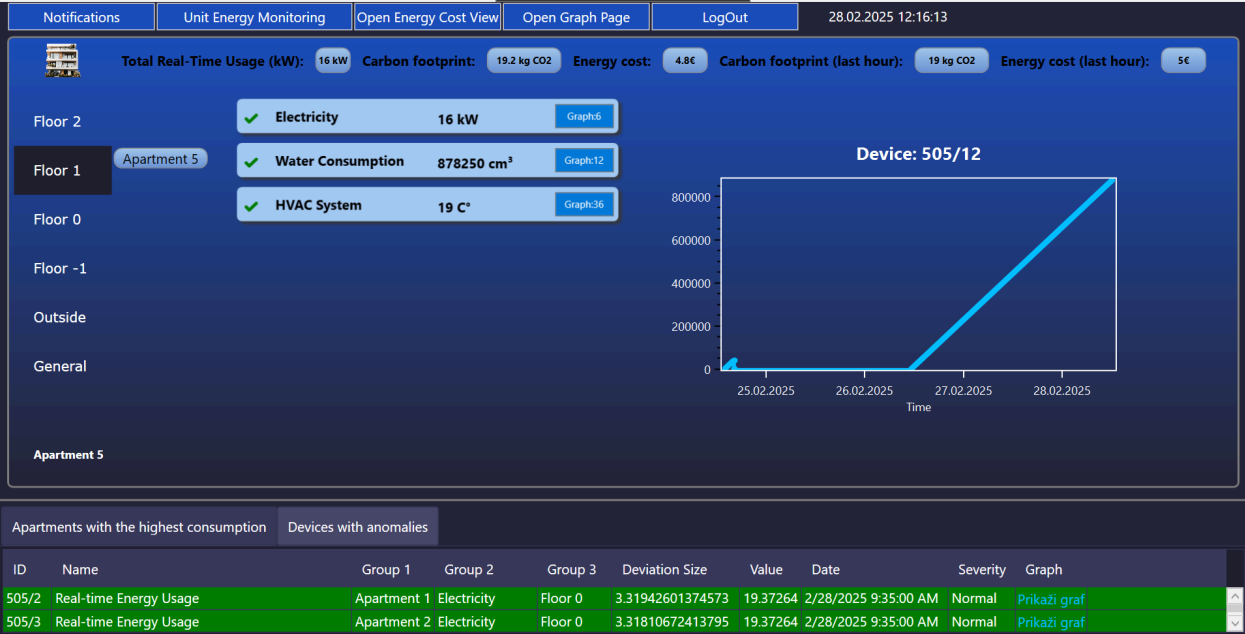 Notifications Unit Energy Monitoring Open Energy Cost View Open Graph Page LogOut 28.02.2025 12:16:13
Total Real-Time Usage (kW): 16 kW Carbon footprint: 19.2 kg CO2 Energy cost: 4.8€ Carbon footprint (last hour): 19 kg CO2 Energy cost (last hour): 5€
Floor 2
Floor 1
Floor 0
Floor -1
Outside
General
Apartment 5
Electricity 16 kW Graph:6
Water Consumption 878250 cm³ Graph:12
HVAC System 19 C° Graph:36
Device: 505/12
800000
600000
400000
200000
0
25.02.2025 26.02.2025 27.02.2025 28.02.2025
Time
Apartment 5
Apartments with the highest consumption Devices with anomalies
ID Name Group 1 Group 2 Group 3 Deviation Size Value Date Severity Graph
505/2 Real-time Energy Usage Apartment 1 Electricity Floor 0 3.31942601374573 19.37264 2/28/2025 9:35:00 AM Normal Prikaži graf
505/3 Real-time Energy Usage Apartment 2 Electricity Floor 0 3.31810672413795 19.37264 2/28/2025 9:35:00 AM Normal Prikaži graf